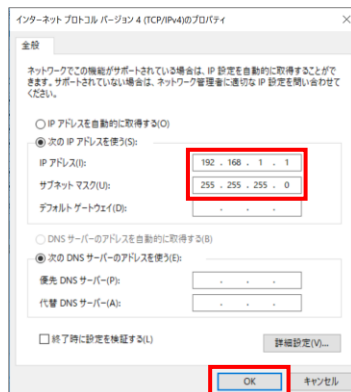 インターネット プロトコル バージョン 4 (TCP/IPv4)のプロパティ
全般
ネットワークでこの機能がサポートされている場合は、IP 設定を自動的に取得することがで
きます。サポートされていない場合は、ネットワーク管理者に適切な IP 設定を問い合わせて
ください。
IP アドレスを自動的に取得する(O)
次の IP アドレスを使う(S):
IP アドレス(I): 192 . 168 . 1 . 1
サブネット マスク(U): 255 . 255 . 255 . 0
デフォルト ゲートウェイ(D): . . .
DNS サーバーのアドレスを自動的に取得する(B)
次の DNS サーバーのアドレスを使う(E):
優先 DNS サーバー(P): . . .
代替 DNS サーバー(A): . . .
終了時に設定を検証する(L)
詳細設定(V)...
OK キャンセル